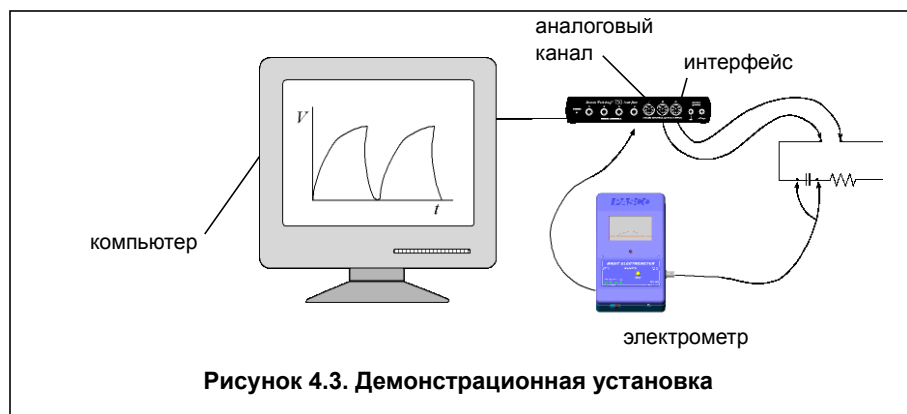 аналоговый
канал
интерфейс
V
t
компьютер
электрометр
Рисунок 4.3. Демонстрационная установка